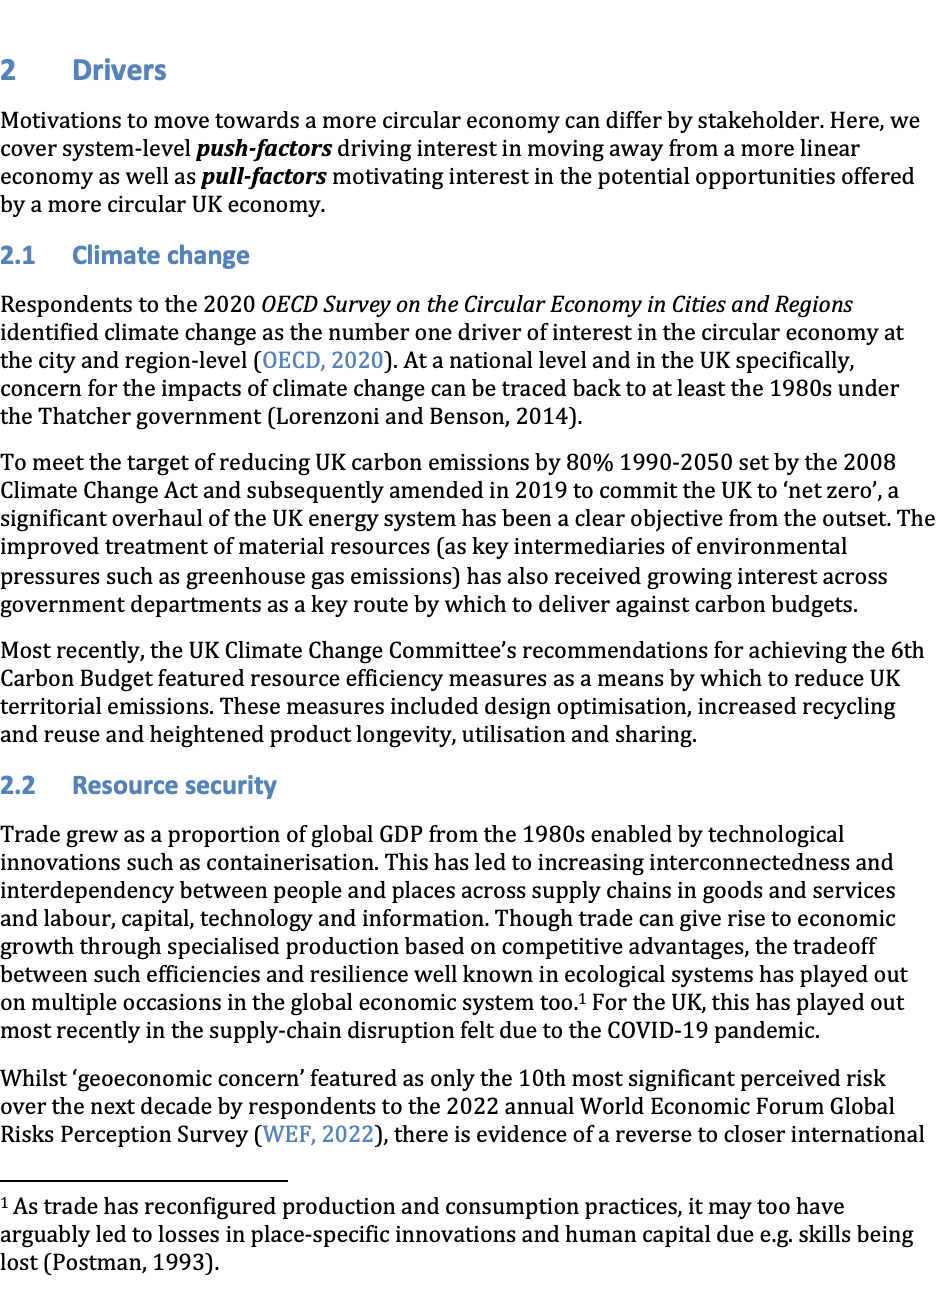 2 Drivers
Motivations to move towards a more circular economy can differ by stakeholder. Here, we
cover system-level push-factors driving interest in moving away from a more linear
economy as well as pull-factors motivating interest in the potential opportunities offered
by a more circular UK economy.
2.1 Climate change
Respondents to the 2020 OECD Survey on the Circular Economy in Cities and Regions
identified climate change as the number one driver of interest in the circular economy at
the city and region-level (OECD, 2020). At a national level and in the UK specifically,
concern for the impacts of climate change can be traced back to at least the 1980s under
the Thatcher government (Lorenzoni and Benson, 2014).
To meet the target of reducing UK carbon emissions by 80% 1990-2050 set by the 2008
Climate Change Act and subsequently amended in 2019 to commit the UK to ‘net zero’, a
significant overhaul of the UK energy system has been a clear objective from the outset. The
improved treatment of material resources (as key intermediaries of environmental
pressures such as greenhouse gas emissions) has also received growing interest across
government departments as a key route by which to deliver against carbon budgets.
Most recently, the UK Climate Change Committee’s recommendations for achieving the 6th
Carbon Budget featured resource efficiency measures as a means by which to reduce UK
territorial emissions. These measures included design optimisation, increased recycling
and reuse and heightened product longevity, utilisation and sharing.
2.2 Resource security
Trade grew as a proportion of global GDP from the 1980s enabled by technological
innovations such as containerisation. This has led to increasing interconnectedness and
interdependency between people and places across supply chains in goods and services
and labour, capital, technology and information. Though trade can give rise to economic
growth through specialised production based on competitive advantages, the tradeoff
between such efficiencies and resilience well known in ecological systems has played out
on multiple occasions in the global economic system too.¹ For the UK, this has played out
most recently in the supply-chain disruption felt due to the COVID-19 pandemic.
Whilst ‘geoeconomic concern’ featured as only the 10th most significant perceived risk
over the next decade by respondents to the 2022 annual World Economic Forum Global
Risks Perception Survey (WEF, 2022), there is evidence of a reverse to closer international
¹ As trade has reconfigured production and consumption practices, it may too have
arguably led to losses in place-specific innovations and human capital due e.g. skills being
lost (Postman, 1993).